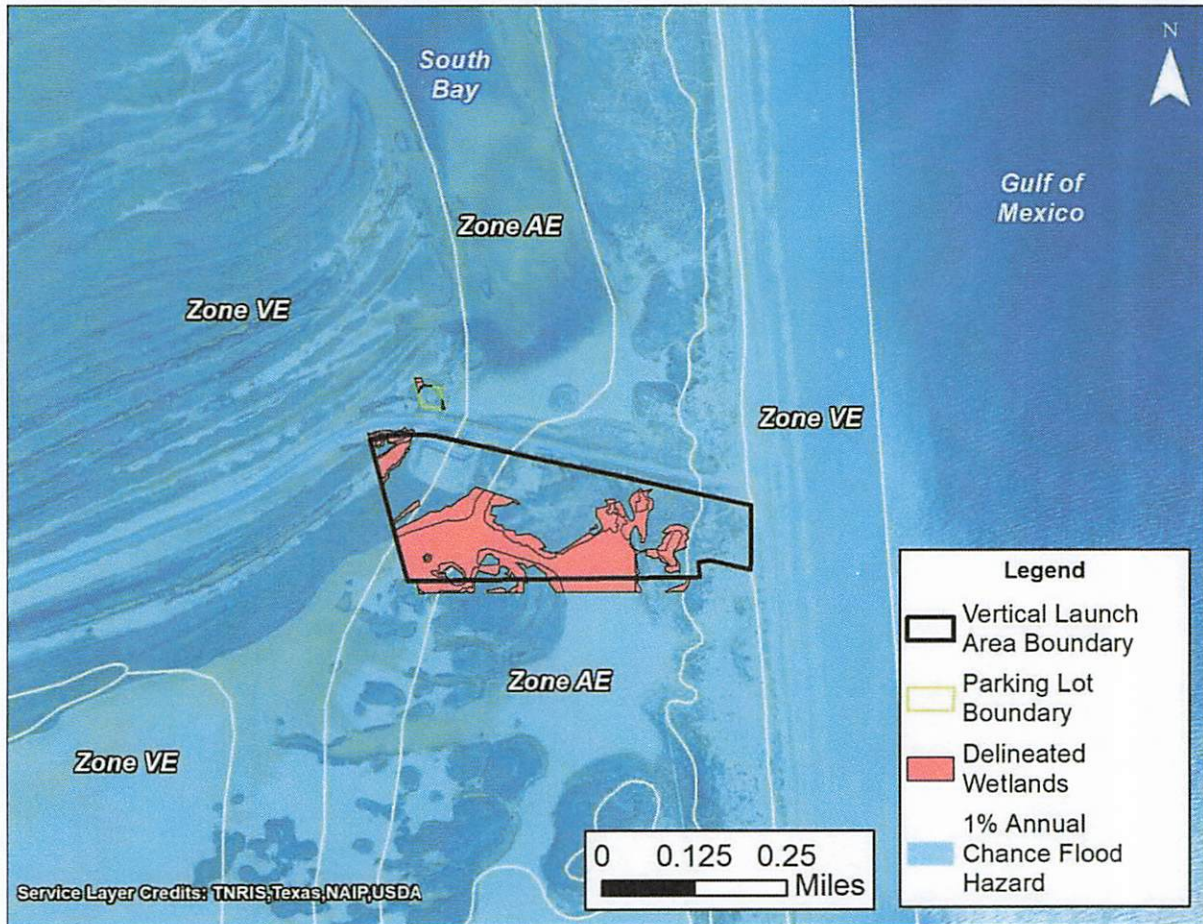 N
South
Bay
Gulf of
Mexico
Zone AE
Zone VE
Zone VE
Zone AE
Zone VE
Legend
Vertical Launch
Area Boundary
Parking Lot
Boundary
Delineated
Wetlands
1% Annual
Chance Flood
Hazard
0 0.125 0.25
Miles
Service Layer Credits: TNRIS,Texas,NAIP,USDA